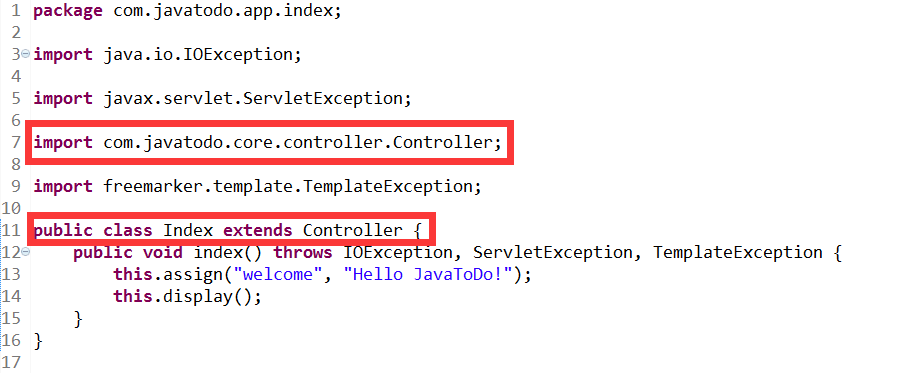 1 package com.javatodo.app.index;
2
3 import java.io.IOException;
4
5 import javax.servlet.ServletException;
6
7 import com.javatodo.core.controller.Controller;
8
9 import freemarker.template.TemplateException;
10
11 public class Index extends Controller {
12     public void index() throws IOException, ServletException, TemplateException {
13         this.assign("welcome", "Hello JavaToDo!");
14         this.display();
15     }
16 }
17